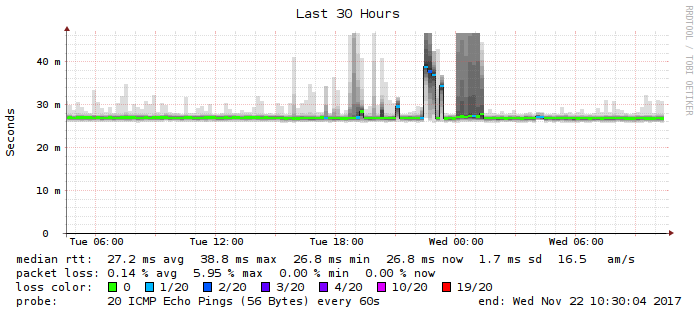 Last 30 Hours
RRDTOOL / TOBI OETIKER
Seconds
40 m
30 m
20 m
10 m
0
Tue 06:00 Tue 12:00 Tue 18:00 Wed 00:00 Wed 06:00
median rtt: 27.2 ms avg 38.8 ms max 26.8 ms min 26.8 ms now 1.7 ms sd 16.5 am/s
packet loss: 0.14 % avg 5.95 % max 0.00 % min 0.00 % now
loss color: 0 1/20 2/20 3/20 4/20 10/20 19/20
probe: 20 ICMP Echo Pings (56 Bytes) every 60s end: Wed Nov 22 10:30:04 2017